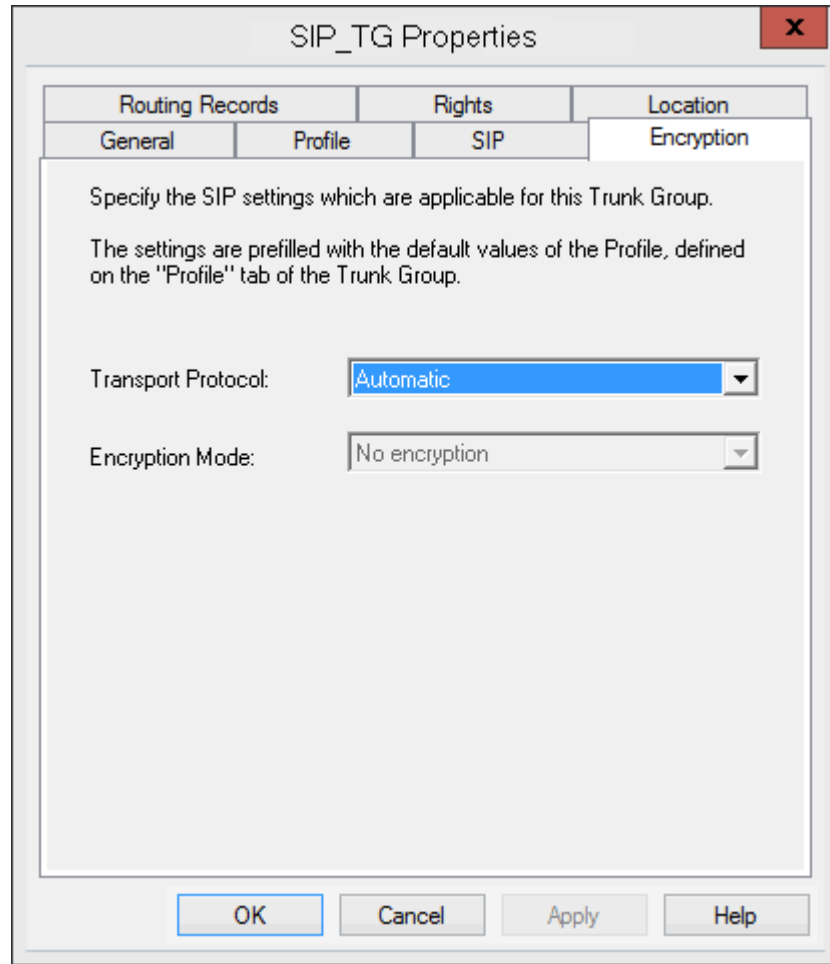 SIP_TG Properties
x
Routing Records
Rights
Location
General
Profile
SIP
Encryption
Specify the SIP settings which are applicable for this Trunk Group.
The settings are prefilled with the default values of the Profile, defined
on the "Profile" tab of the Trunk Group.
Transport Protocol:
Automatic
Encryption Mode:
No encryption
OK
Cancel
Apply
Help